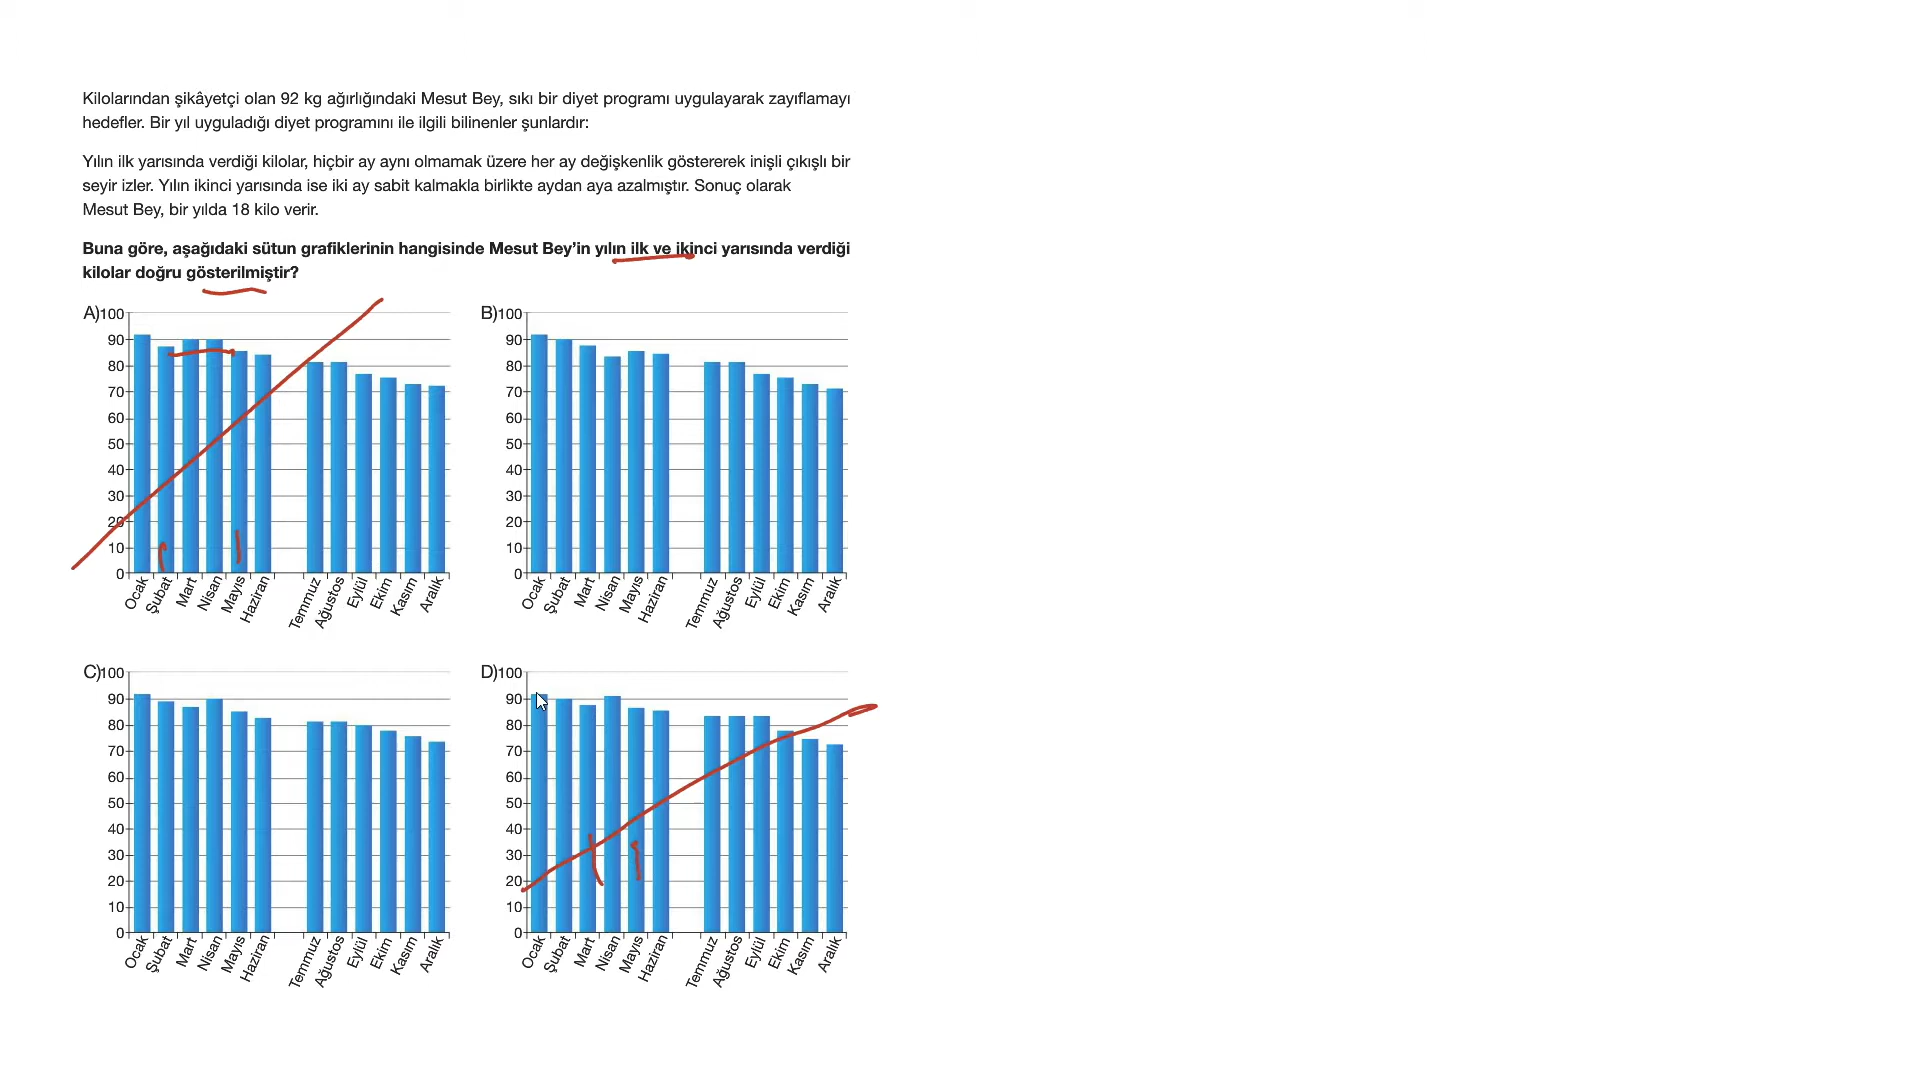 Kilolarından şikâyetçi olan 92 kg ağırlığındaki Mesut Bey, sıkı bir diyet programı uygulayarak zayıflamayı
hedefler. Bir yıl uyguladığı diyet programını ile ilgili bilinenler şunlardır:
Yılın ilk yarısında verdiği kilolar, hiçbir ay aynı olmamak üzere her ay değişkenlik göstererek inişli çıkışlı bir
seyir izler. Yılın ikinci yarısında ise iki ay sabit kalmakla birlikte aydan aya azalmıştır. Sonuç olarak
Mesut Bey, bir yılda 18 kilo verir.
Buna göre, aşağıdaki sütun grafiklerinin hangisinde Mesut Bey’in yılın ilk ve ikinci yarısında verdiği
kilolar doğru gösterilmiştir?
A)
100
90
80
70
60
50
40
30
20
10
0
Ocak
Şubat
Mart
Nisan
Mayıs
Haziran
Temmuz
Ağustos
Eylül
Ekim
Kasım
Aralık
B)
100
90
80
70
60
50
40
30
20
10
0
Ocak
Şubat
Mart
Nisan
Mayıs
Haziran
Temmuz
Ağustos
Eylül
Ekim
Kasım
Aralık
C)
100
90
80
70
60
50
40
30
20
10
0
Ocak
Şubat
Mart
Nisan
Mayıs
Haziran
Temmuz
Ağustos
Eylül
Ekim
Kasım
Aralık
D)
100
90
80
70
60
50
40
30
20
10
0
Ocak
Şubat
Mart
Nisan
Mayıs
Haziran
Temmuz
Ağustos
Eylül
Ekim
Kasım
Aralık